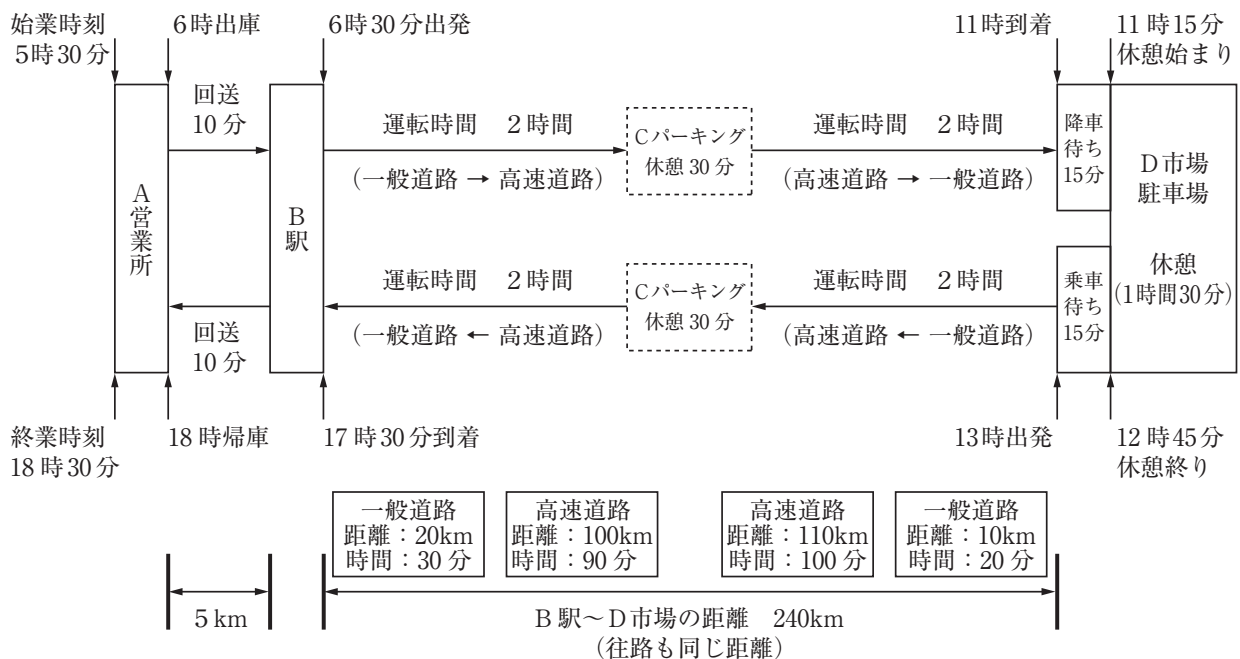 始業時刻
5時30分
6時出庫
6時30分出発
11時到着
11時15分
休憩始まり
回送
10分
運転時間 2時間
(一般道路 → 高速道路)
Cパーキング
休憩30分
運転時間 2時間
(高速道路 → 一般道路)
降車
待ち
15分
A営業所
B駅
D市場
駐車場
休憩
(1時間30分)
回送
10分
運転時間 2時間
(一般道路 ← 高速道路)
Cパーキング
休憩30分
運転時間 2時間
(高速道路 ← 一般道路)
乗車
待ち
15分
終業時刻
18時30分
18時帰庫
17時30分到着
13時出発
12時45分
休憩終り
一般道路
距離：20km
時間：30分
高速道路
距離：100km
時間：90分
高速道路
距離：110km
時間：100分
一般道路
距離：10km
時間：20分
5km
B駅～D市場の距離 240km
(往路も同じ距離)